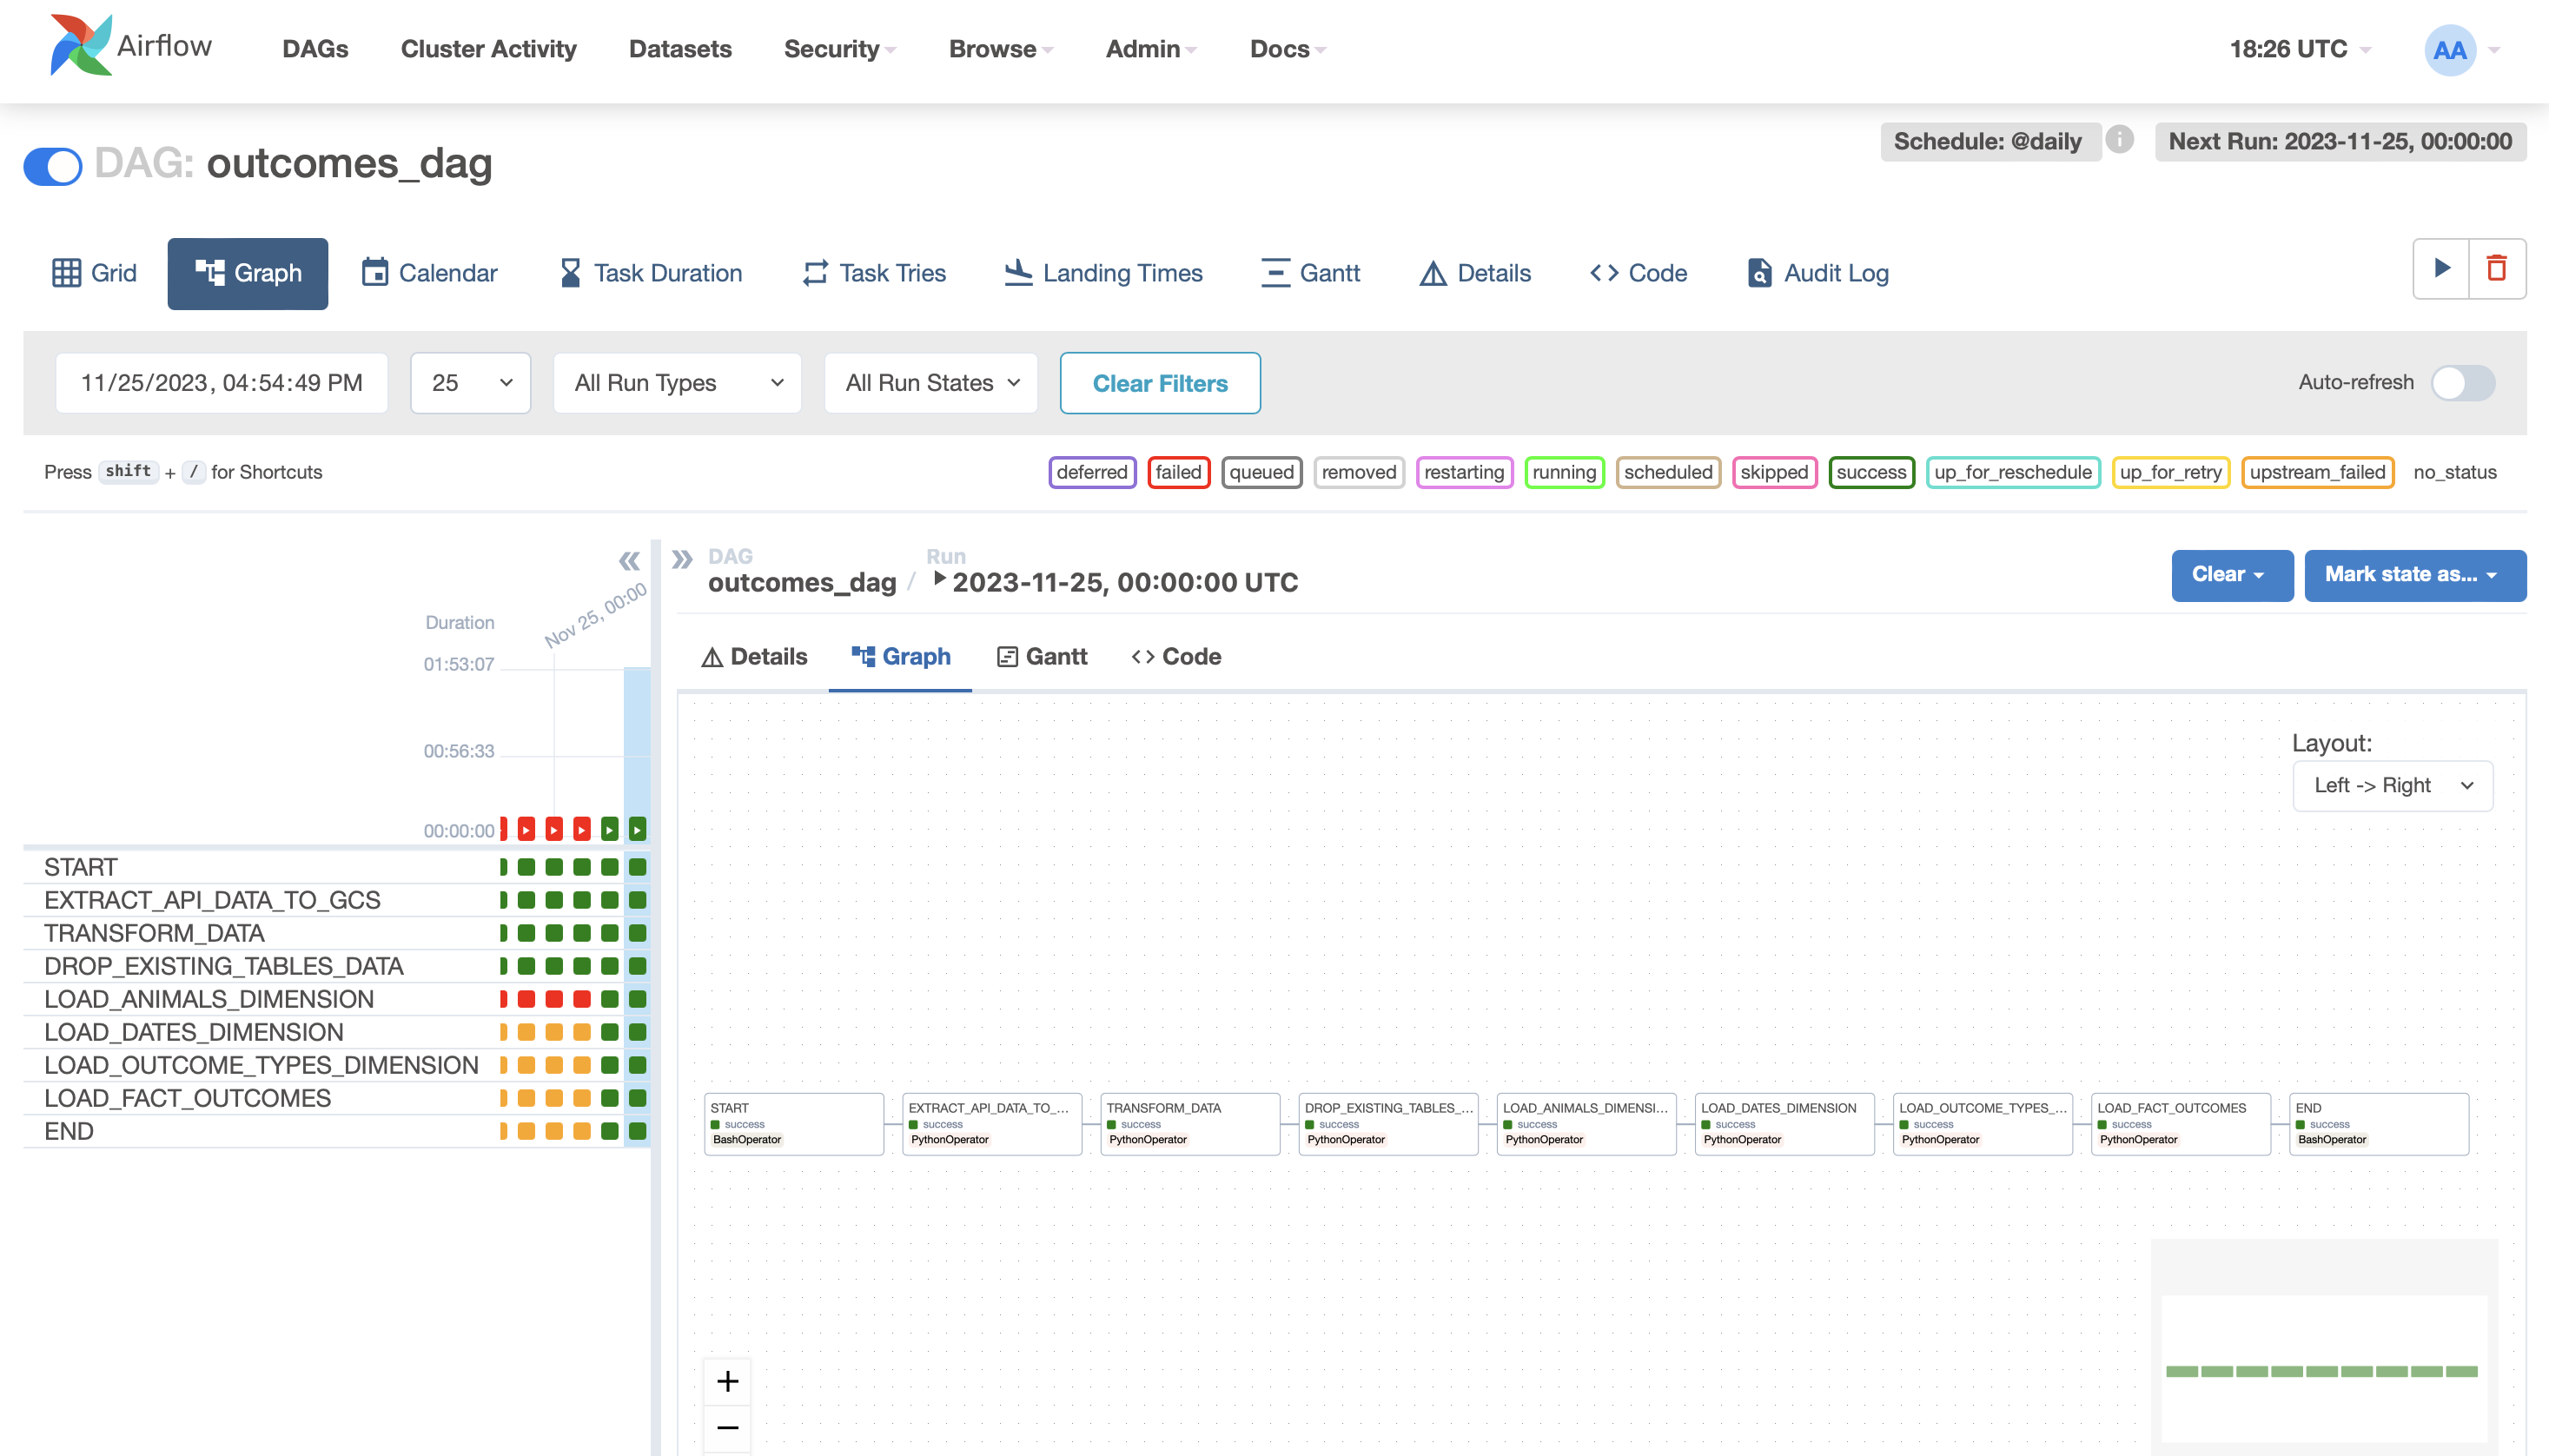 Airflow
DAGs Cluster Activity Datasets Security Browse Admin Docs 18:26 UTC AA
Schedule: @daily i Next Run: 2023-11-25, 00:00:00
DAG: outcomes_dag
Grid Graph Calendar Task Duration Task Tries Landing Times Gantt Details Code Audit Log
11/25/2023, 04:54:49 PM 25 All Run Types All Run States Clear Filters Auto-refresh
Press shift + / for Shortcuts
deferred failed queued removed restarting running scheduled skipped success up_for_reschedule up_for_retry upstream_failed no_status
DAG Run
outcomes_dag / 2023-11-25, 00:00:00 UTC
Clear Mark state as...
Nov 25, 00:00
Duration
01:53:07
00:56:33
00:00:00
START
EXTRACT_API_DATA_TO_GCS
TRANSFORM_DATA
DROP_EXISTING_TABLES_DATA
LOAD_ANIMALS_DIMENSION
LOAD_DATES_DIMENSION
LOAD_OUTCOME_TYPES_DIMENSION
LOAD_FACT_OUTCOMES
END
Details Graph Gantt Code
Layout:
Left -> Right
START
success
BashOperator
EXTRACT_API_DATA_TO_...
success
PythonOperator
TRANSFORM_DATA
success
PythonOperator
DROP_EXISTING_TABLES_...
success
PythonOperator
LOAD_ANIMALS_DIMENSI...
success
PythonOperator
LOAD_DATES_DIMENSION
success
PythonOperator
LOAD_OUTCOME_TYPES_...
success
PythonOperator
LOAD_FACT_OUTCOMES
success
PythonOperator
END
success
BashOperator
+
−